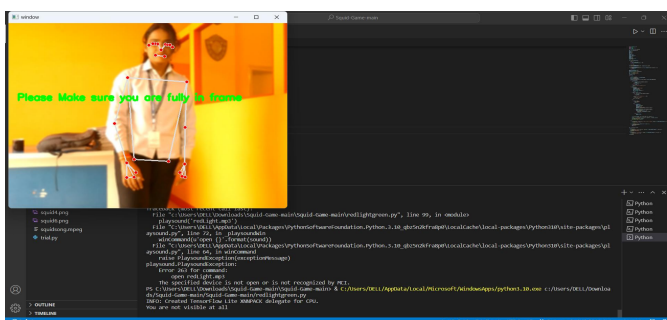 window
Squid-Game-main
Please Make sure you are fully in frame
squid4.png
squid6.png
squidsong.mpeg
trial.py
OUTLINE
TIMELINE
Traceback (most recent call last):
File "c:\Users\DELL\Downloads\Squid-Game-main\Squid-Game-main\redlightgreen.py", line 99, in <module>
playsound('redLight.mp3')
File "C:\Users\DELL\AppData\Local\Packages\PythonSoftwareFoundation.Python.3.10_qbz5n2kfra8p0\LocalCache\local-packages\Python310\site-packages\pl
aysound.py", line 72, in _playsoundWin
winCommand(u'open {}'.format(sound))
File "C:\Users\DELL\AppData\Local\Packages\PythonSoftwareFoundation.Python.3.10_qbz5n2kfra8p0\LocalCache\local-packages\Python310\site-packages\pl
aysound.py", line 64, in winCommand
raise PlaysoundException(exceptionMessage)
playsound.PlaysoundException:
Error 263 for command:
open redLight.mp3
The specified device is not open or is not recognized by MCI.
PS C:\Users\DELL\Downloads\Squid-Game-main\Squid-Game-main> & C:/Users/DELL/AppData/Local/Microsoft/WindowsApps/python3.10.exe c:/Users/DELL/Downloa
ds/Squid-Game-main/Squid-Game-main/redlightgreen.py
INFO: Created TensorFlow Lite XNNPACK delegate for CPU.
You are not visible at all
Python
Python
Python
Python
Python